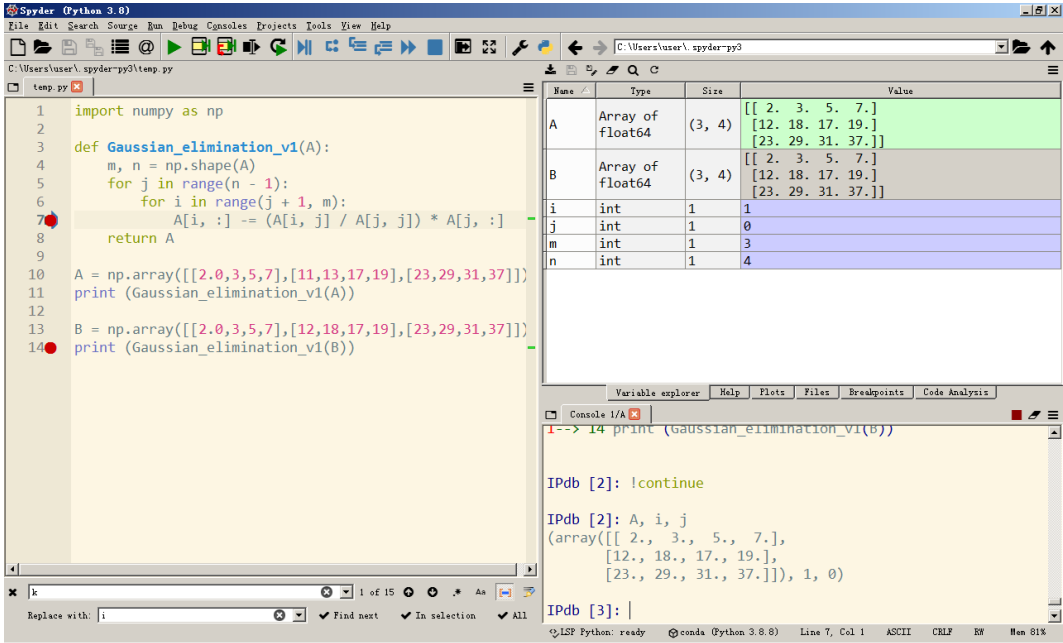 Spyder (Python 3.8)
File Edit Search Source Run Debug Consoles Projects Tools View Help
C:\Users\user\.spyder-py3
C:\Users\user\.spyder-py3\temp.py
temp.py
1 import numpy as np
2
3 def Gaussian_elimination_v1(A):
4 m, n = np.shape(A)
5 for j in range(n - 1):
6 for i in range(j + 1, m):
7 A[i, :] -= (A[i, j] / A[j, j]) * A[j, :]
8 return A
9
10 A = np.array([[2.0,3,5,7],[11,13,17,19],[23,29,31,37]])
11 print (Gaussian_elimination_v1(A))
12
13 B = np.array([[2.0,3,5,7],[12,18,17,19],[23,29,31,37]])
14 print (Gaussian_elimination_v1(B))
k
1 of 15
Aa
Replace with: i
Find next
In selection
All
Name Type Size Value
A Array of float64 (3, 4) [[ 2. 3. 5. 7.]
[12. 18. 17. 19.]
[23. 29. 31. 37.]]
B Array of float64 (3, 4) [[ 2. 3. 5. 7.]
[12. 18. 17. 19.]
[23. 29. 31. 37.]]
i int 1 1
j int 1 0
m int 1 3
n int 1 4
Variable explorer Help Plots Files Breakpoints Code Analysis
Console 1/A
1--> 14 print (Gaussian_elimination_v1(B))
IPdb [2]: !continue
IPdb [2]: A, i, j
(array([[ 2., 3., 5., 7.],
[12., 18., 17., 19.],
[23., 29., 31., 37.]]), 1, 0)
IPdb [3]:
LSP Python: ready conda (Python 3.8.8) Line 7, Col 1 ASCII CRLF RW Mem 81%